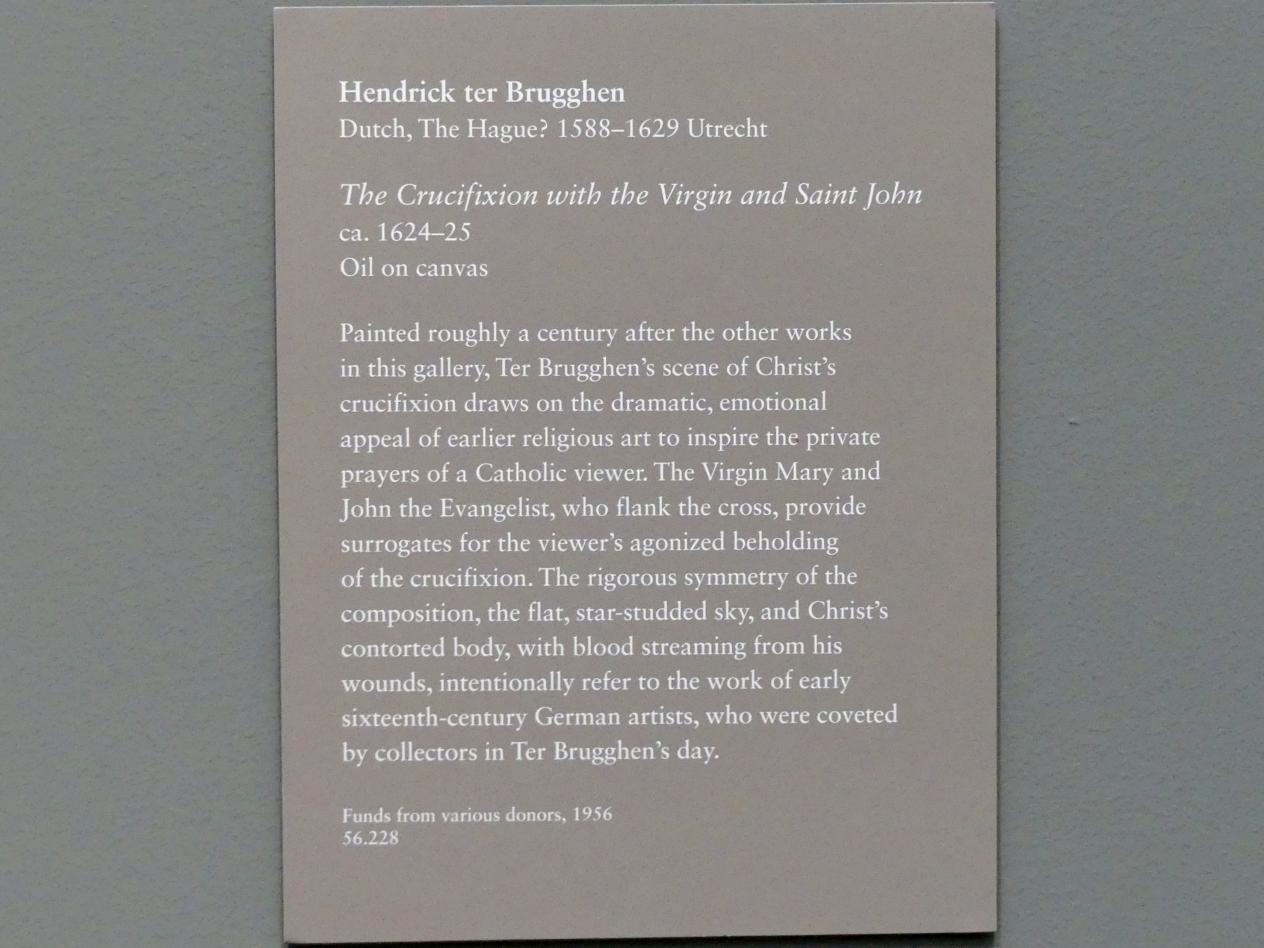 Hendrick ter Brugghen
Dutch, The Hague? 1588–1629 Utrecht
The Crucifixion with the Virgin and Saint John
ca. 1624–25
Oil on canvas
Painted roughly a century after the other works
in this gallery, Ter Brugghen’s scene of Christ’s
crucifixion draws on the dramatic, emotional
appeal of earlier religious art to inspire the private
prayers of a Catholic viewer. The Virgin Mary and
John the Evangelist, who flank the cross, provide
surrogates for the viewer’s agonized beholding
of the crucifixion. The rigorous symmetry of the
composition, the flat, star-studded sky, and Christ’s
contorted body, with blood streaming from his
wounds, intentionally refer to the work of early
sixteenth-century German artists, who were coveted
by collectors in Ter Brugghen’s day.
Funds from various donors, 1956
56.228